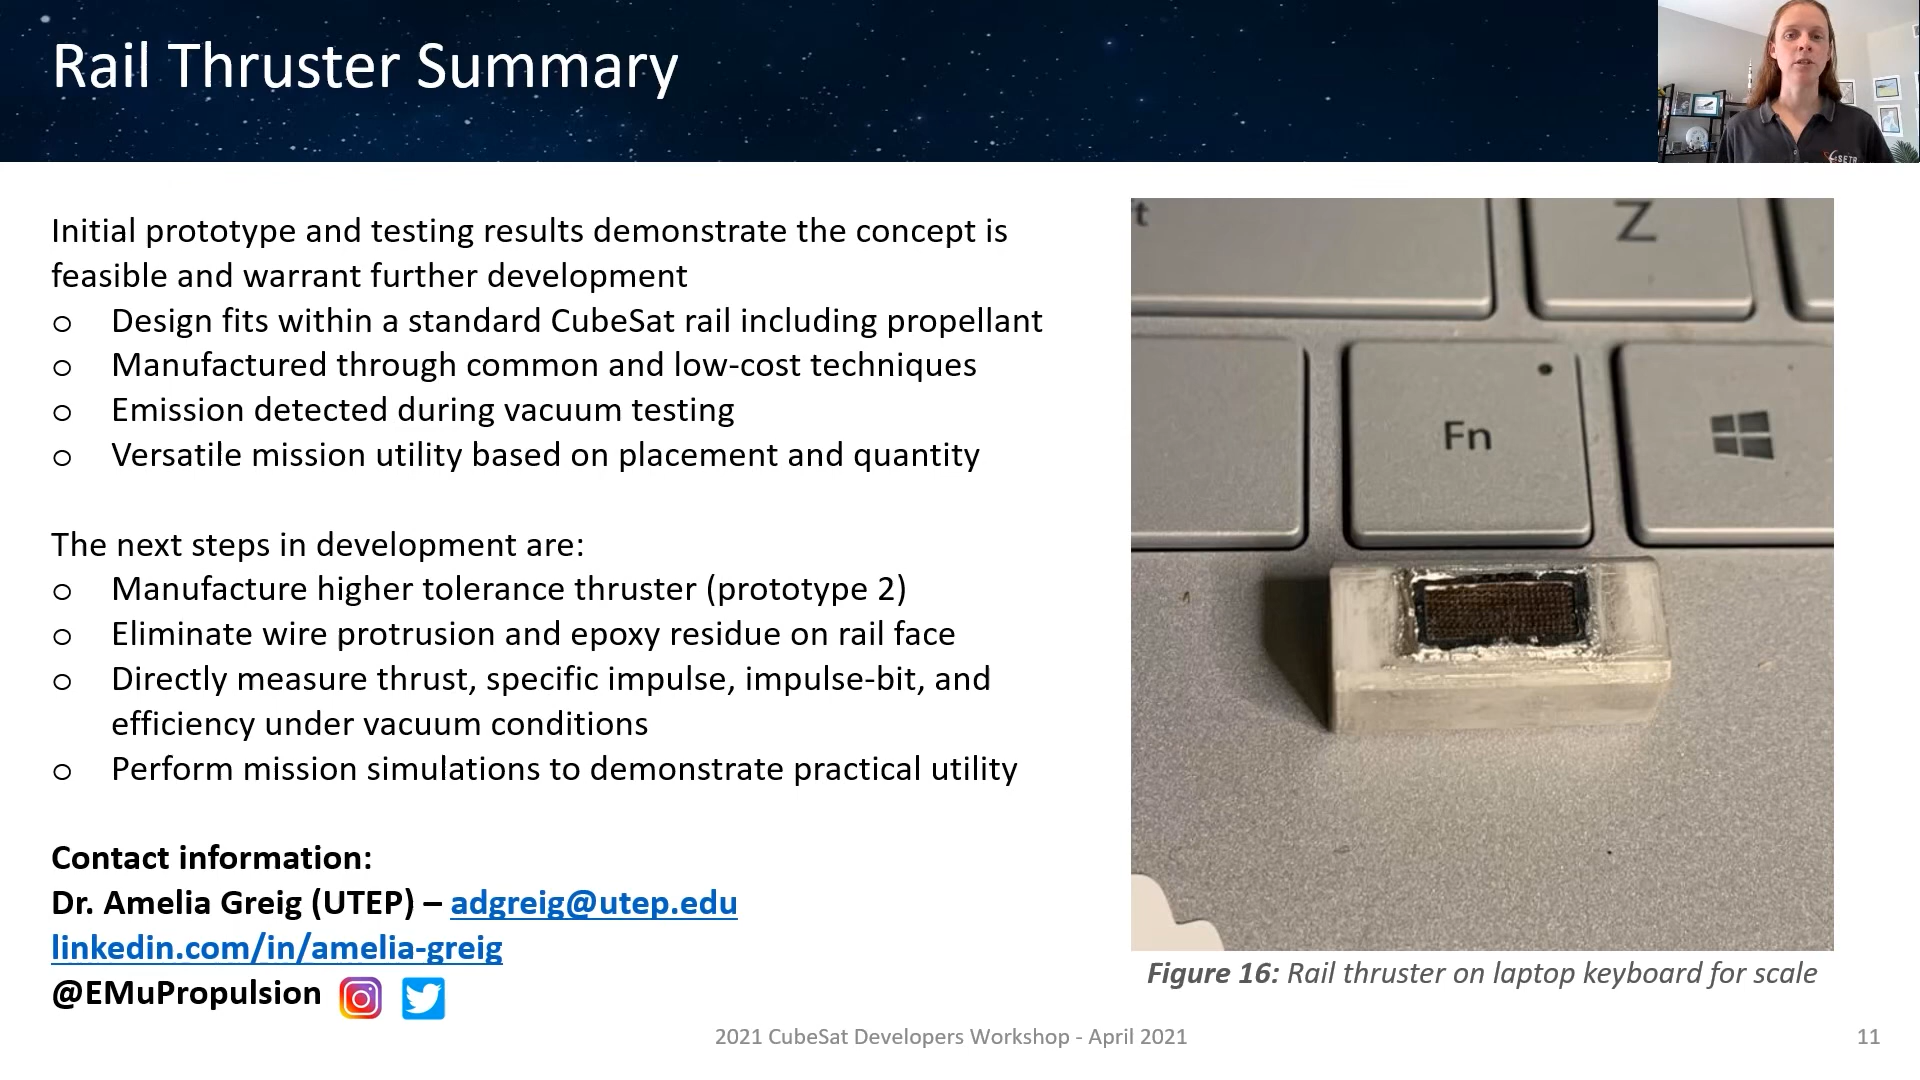 Rail Thruster Summary
SETR
Initial prototype and testing results demonstrate the concept is
feasible and warrant further development
o Design fits within a standard CubeSat rail including propellant
o Manufactured through common and low-cost techniques
o Emission detected during vacuum testing
o Versatile mission utility based on placement and quantity
The next steps in development are:
o Manufacture higher tolerance thruster (prototype 2)
o Eliminate wire protrusion and epoxy residue on rail face
o Directly measure thrust, specific impulse, impulse-bit, and
efficiency under vacuum conditions
o Perform mission simulations to demonstrate practical utility
Contact information:
Dr. Amelia Greig (UTEP) – adgreig@utep.edu
linkedin.com/in/amelia-greig
@EMuPropulsion
t
Z
Fn
Figure 16: Rail thruster on laptop keyboard for scale
2021 CubeSat Developers Workshop - April 2021
11